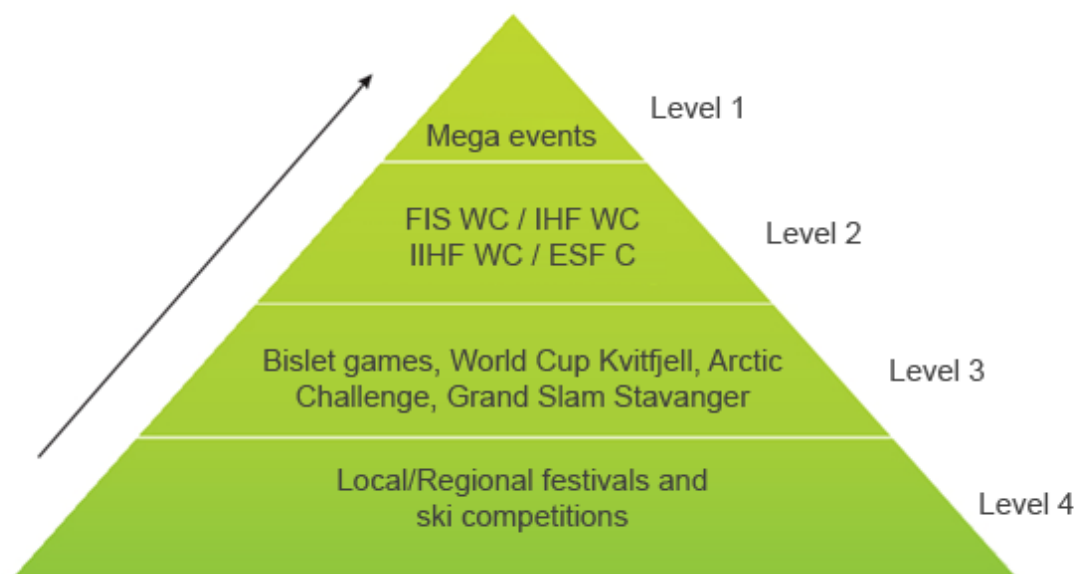 Level 1
Mega events
FIS WC / IHF WC
IIHF WC / ESF C
Level 2
Bislet games, World Cup Kvitfjell, Arctic
Challenge, Grand Slam Stavanger
Level 3
Local/Regional festivals and
ski competitions
Level 4